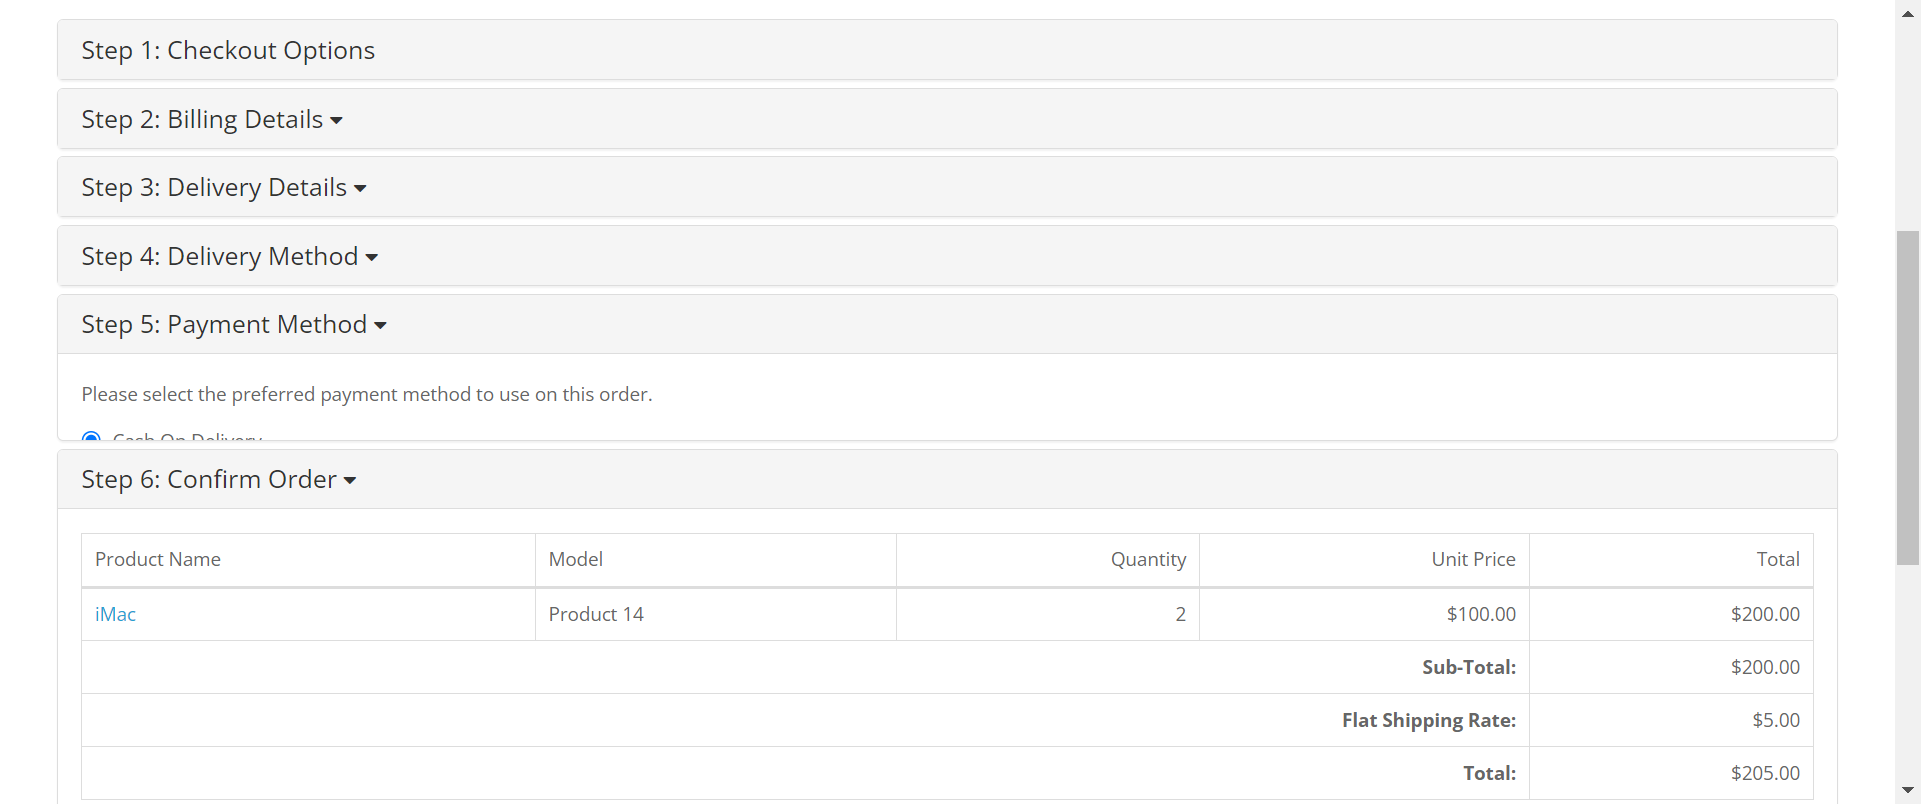 Step 1: Checkout Options
Step 2: Billing Details
Step 3: Delivery Details
Step 4: Delivery Method
Step 5: Payment Method
Please select the preferred payment method to use on this order.
Cash On Delivery
Step 6: Confirm Order
Product Name Model Quantity Unit Price Total
iMac Product 14 2 $100.00 $200.00
Sub-Total: $200.00
Flat Shipping Rate: $5.00
Total: $205.00